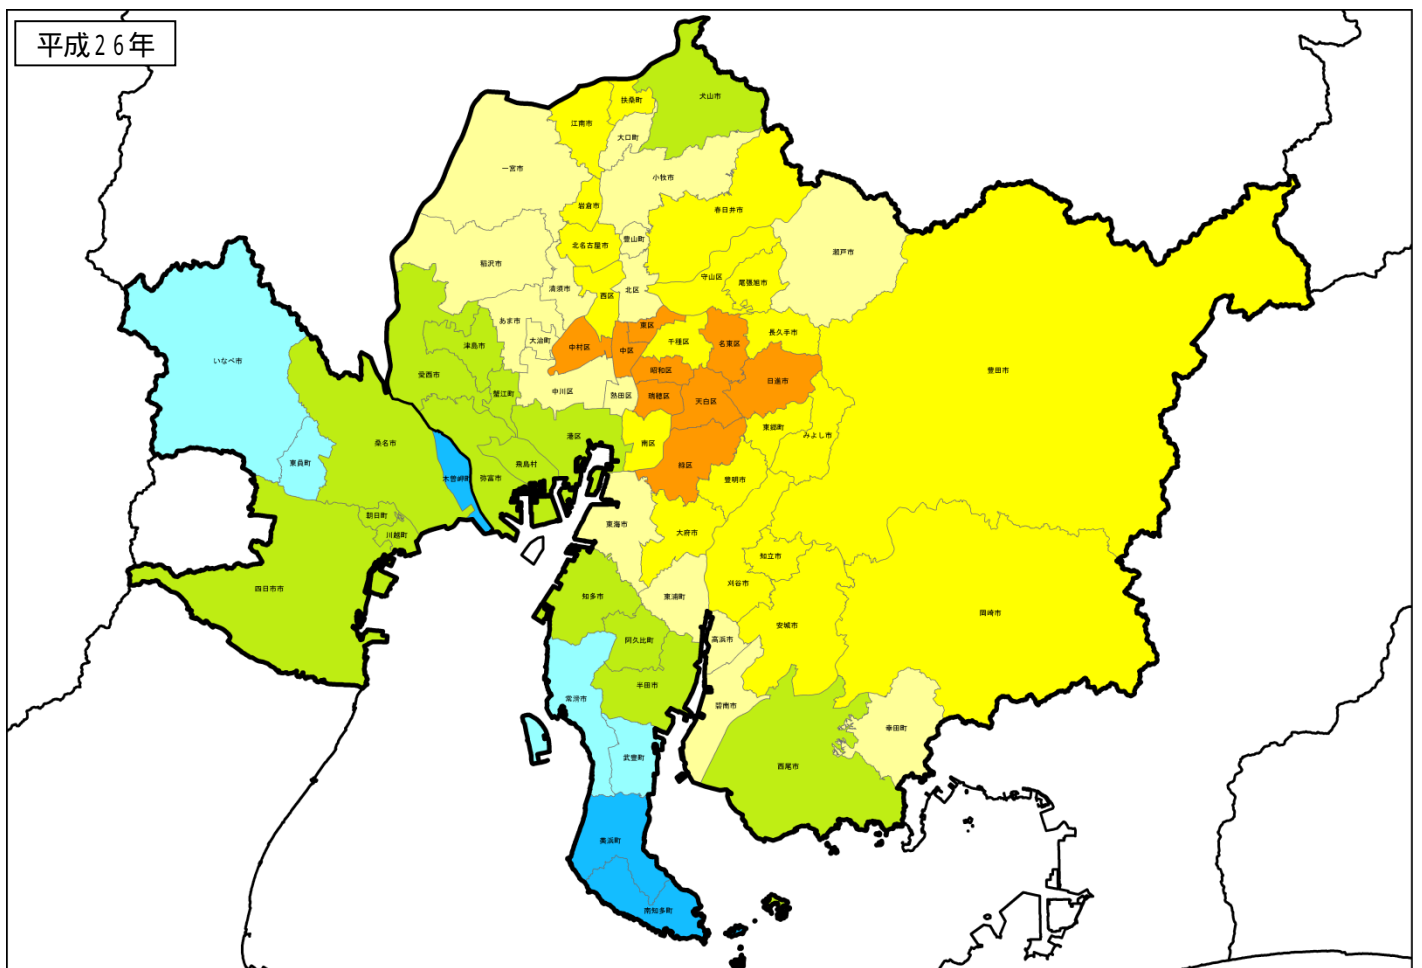 平成26年
犬山市
扶桑町
江南市
大口町
一宮市
小牧市
岩倉市
春日井市
北名古屋市
豊山町
瀬戸市
稲沢市
清須市
守山区
尾張旭市
北区
西区
あま市
東区
長久手市
津島市
大治町
中村区
中区
千種区
名東区
いなべ市
愛西市
昭和区
日進市
豊田市
蟹江町
中川区
熱田区
瑞穂区
天白区
桑名市
港区
南区
東郷町
みよし市
東員町
木曽岬町
弥富市
飛島村
緑区
豊明市
朝日町
東海市
大府市
川越町
知立市
四日市市
知多市
東浦町
刈谷市
岡崎市
阿久比町
高浜市
安城市
常滑市
半田市
碧南市
幸田町
武豊町
西尾市
美浜町
南知多町